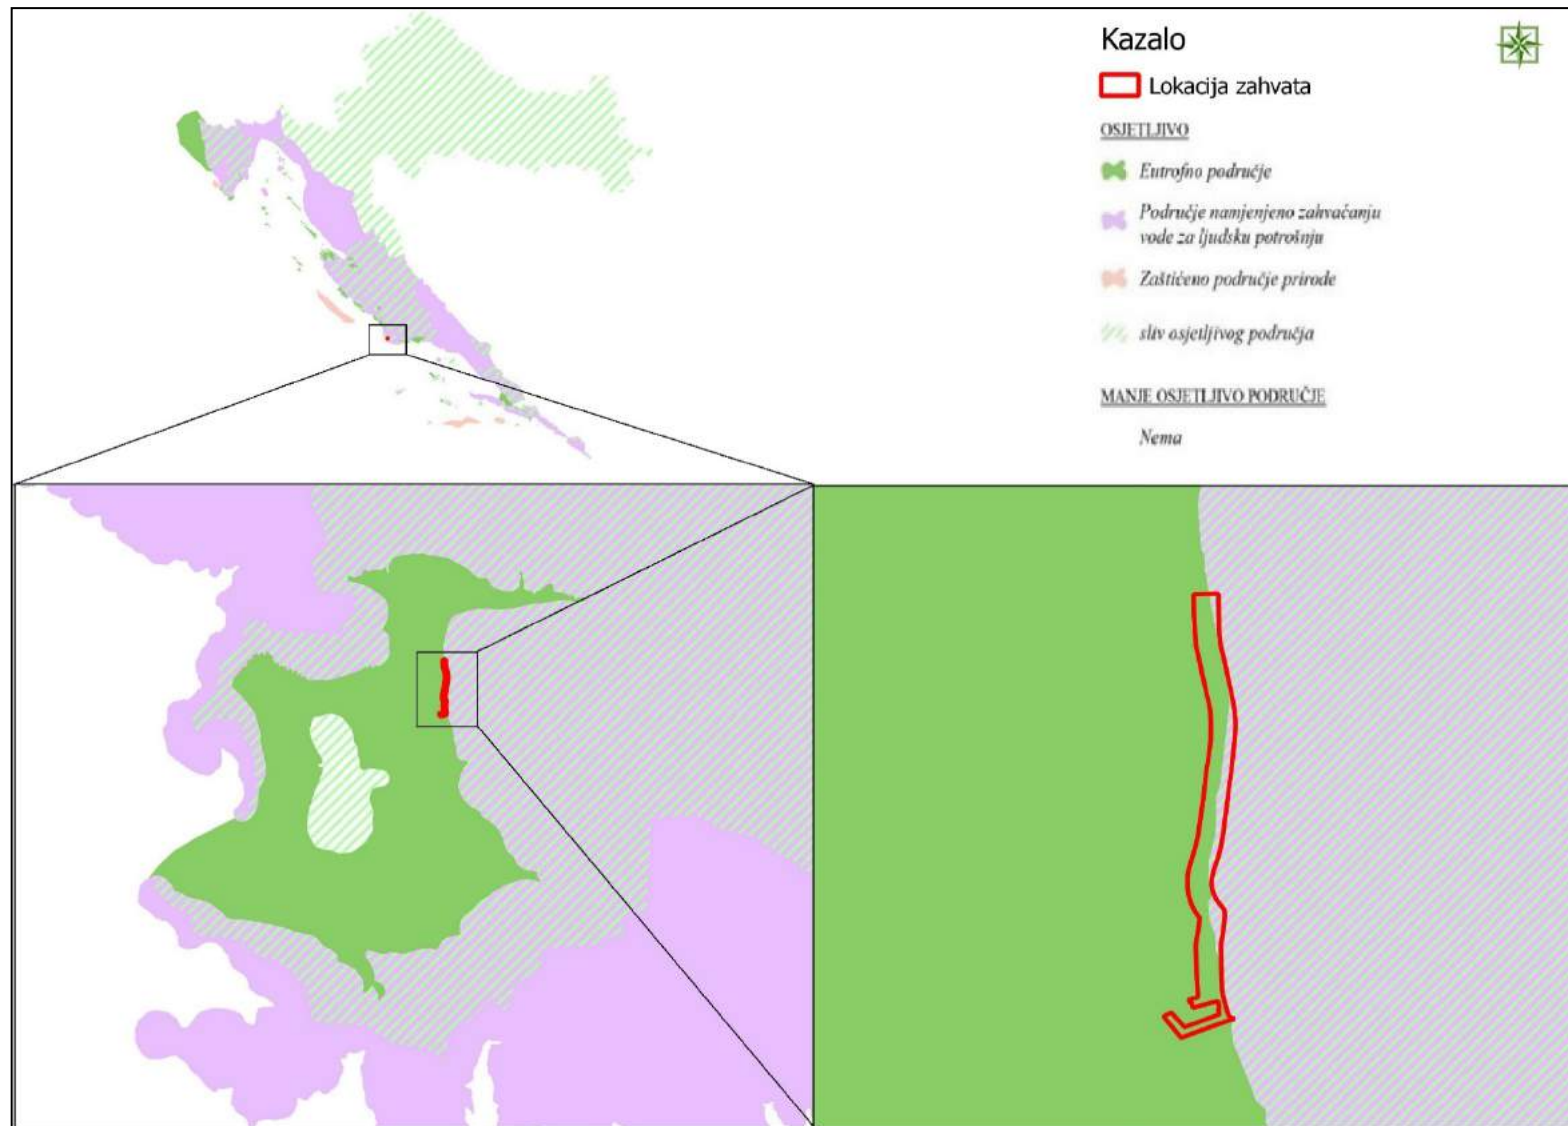 Kazalo
Lokacija zahvata
OSJETLJIVO
Eutrofno područje
Područje namjenjeno zahvačanju
vode za ljudsku potrošnju
Zaštićeno područje prirode
sliv osjetljivog područja
MANJE OSJETLJIVO PODRUČJE
Nema